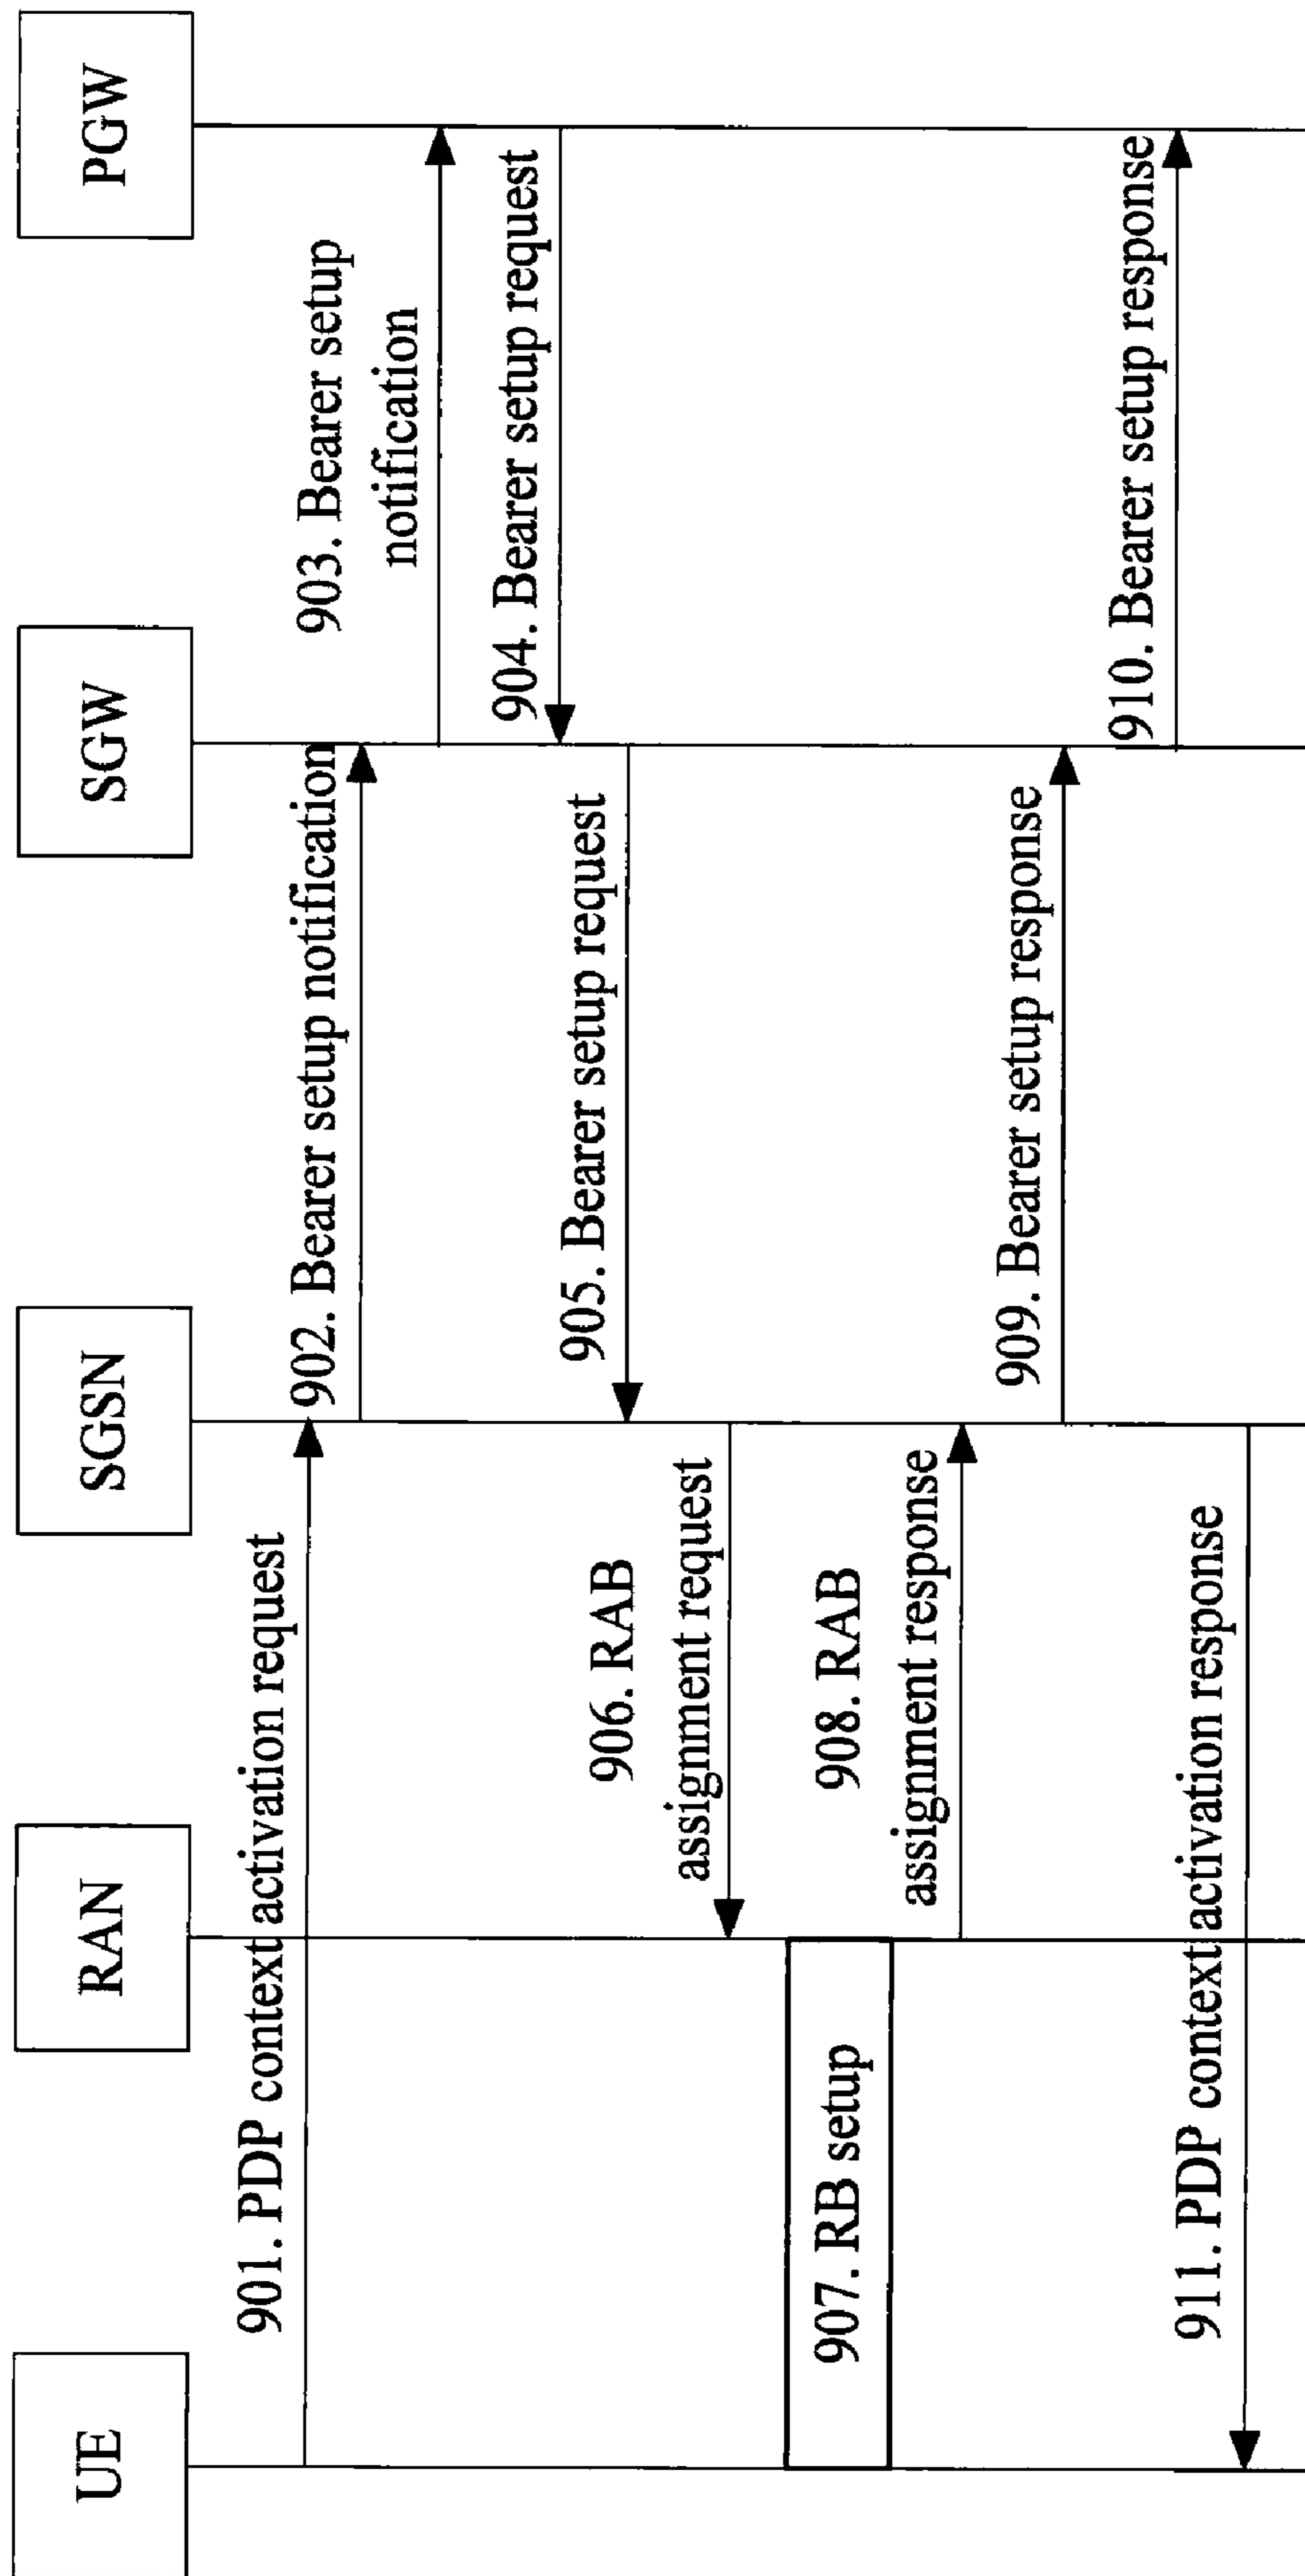 UE
RAN
SGSN
SGW
PGW
901. PDP context activation request
902. Bearer setup notification
903. Bearer setup
notification
904. Bearer setup request
905. Bearer setup request
906. RAB
assignment request
907. RB setup
908. RAB
assignment response
909. Bearer setup response
910. Bearer setup response
911. PDP context activation response